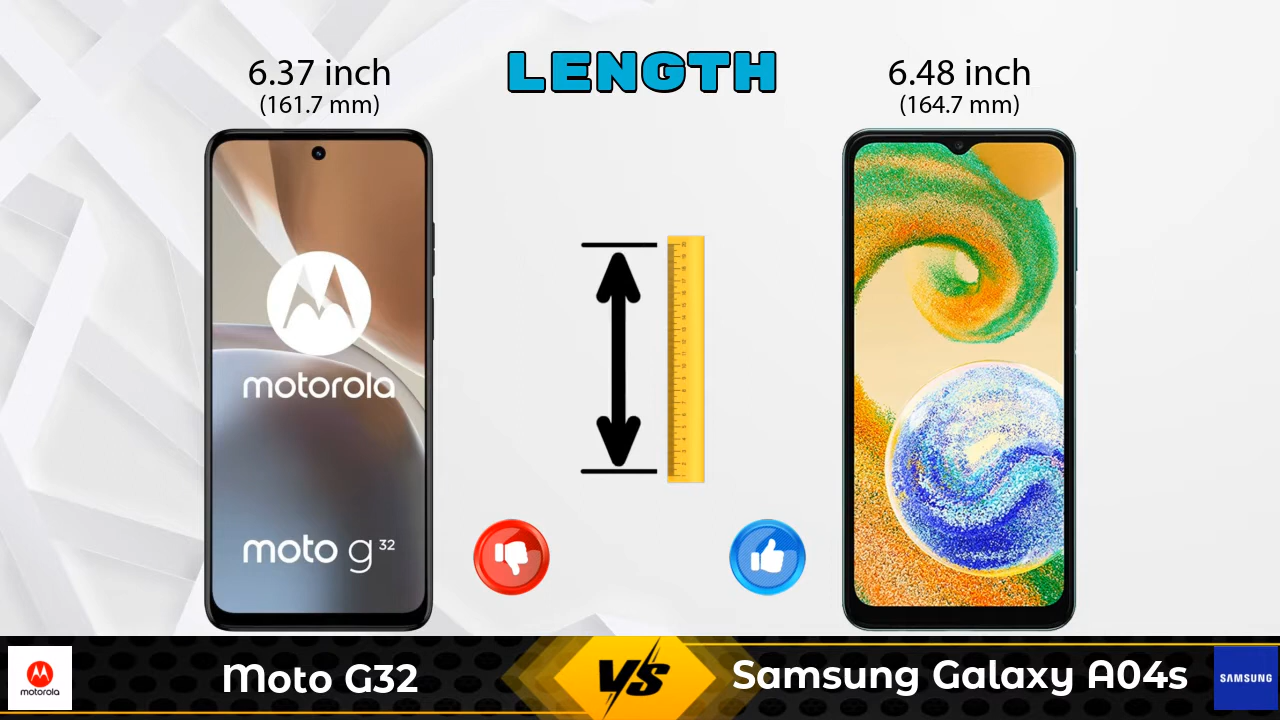 LENGTH
6.37 inch
(161.7 mm)
6.48 inch
(164.7 mm)
motorola
moto g 32
motorola
Moto G32
VS
Samsung Galaxy A04s
SAMSUNG